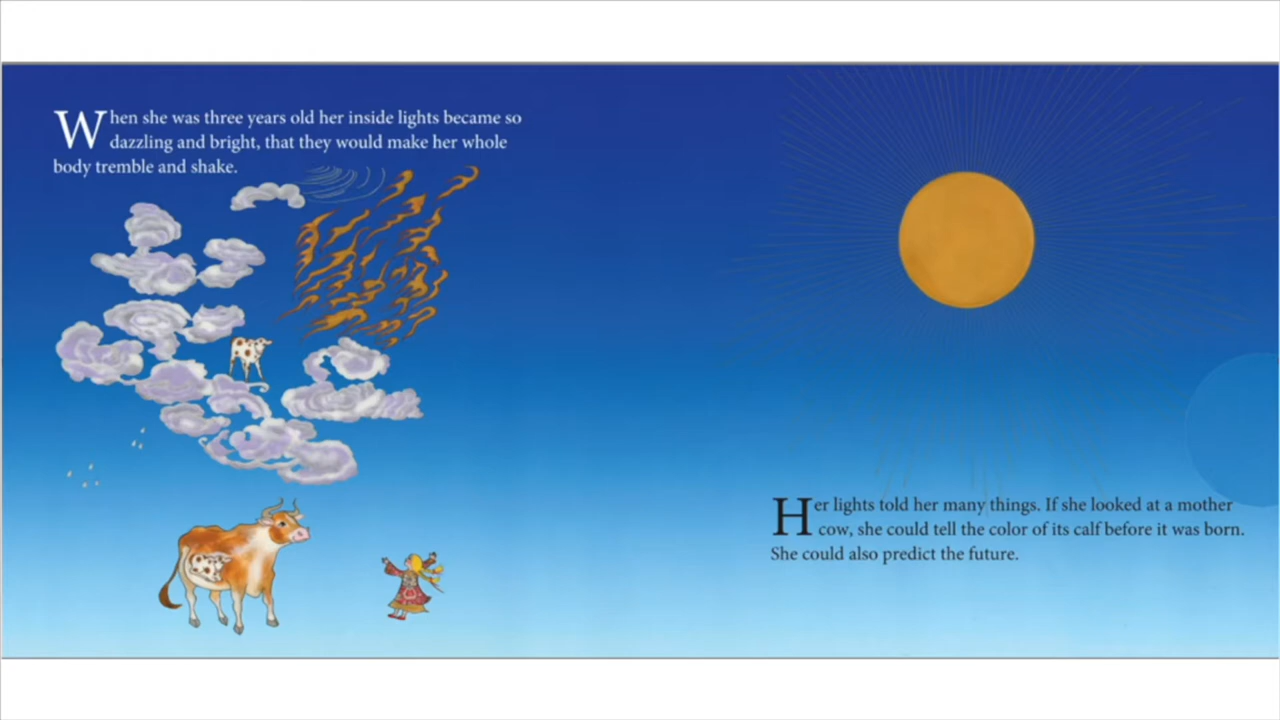 When she was three years old her inside lights became so
dazzling and bright, that they would make her whole
body tremble and shake.
Her lights told her many things. If she looked at a mother
cow, she could tell the color of its calf before it was born.
She could also predict the future.